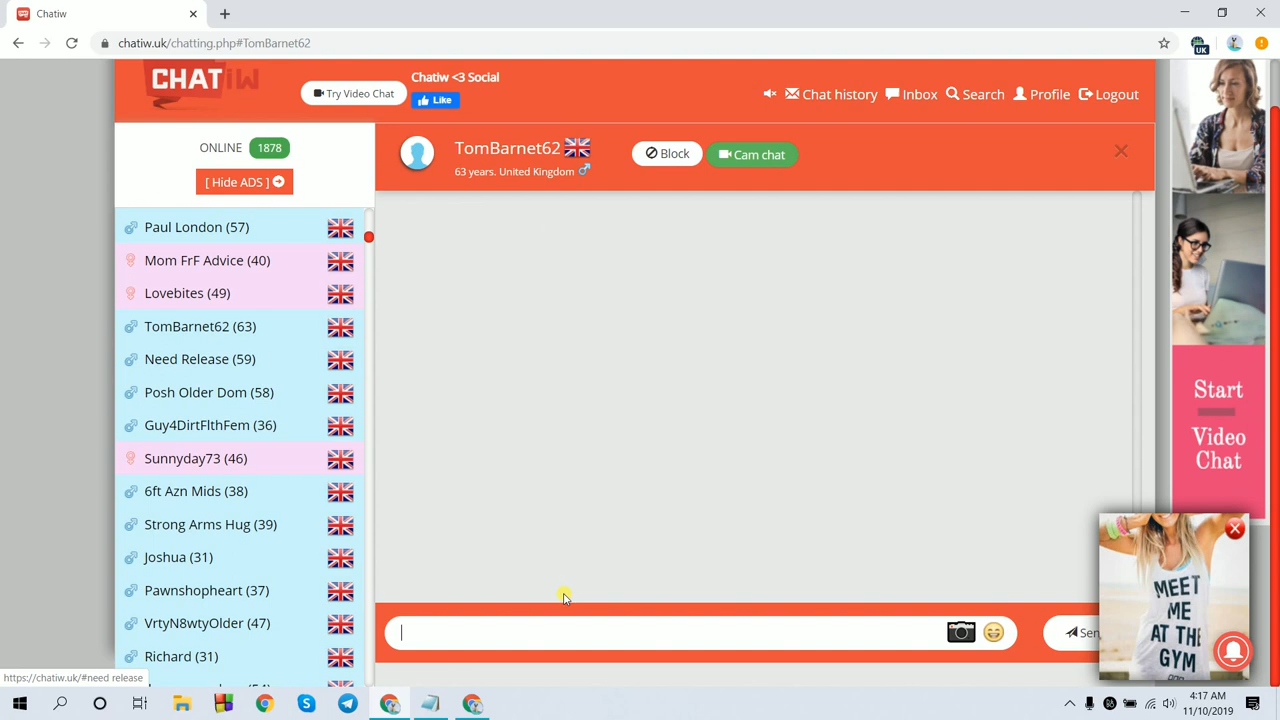 Chatiw
chatiw.uk/chatting.php#TomBarnet62
UK
CHATiW
Try Video Chat
Chatiw <3 Social
Like
Chat history
Inbox
Search
Profile
Logout
ONLINE 1878
[ Hide ADS ]
TomBarnet62
63 years. United Kingdom
Block
Cam chat
Paul London (57)
Mom FrF Advice (40)
Lovebites (49)
TomBarnet62 (63)
Need Release (59)
Posh Older Dom (58)
Guy4DirtFlthFem (36)
Sunnyday73 (46)
6ft Azn Mids (38)
Strong Arms Hug (39)
Joshua (31)
Pawnshopheart (37)
VrtyN8wtyOlder (47)
Richard (31)
Start
Video
Chat
MEET
ME
AT THE
GYM
Sen
https://chatiw.uk/#need release
4:17 AM
11/10/2019